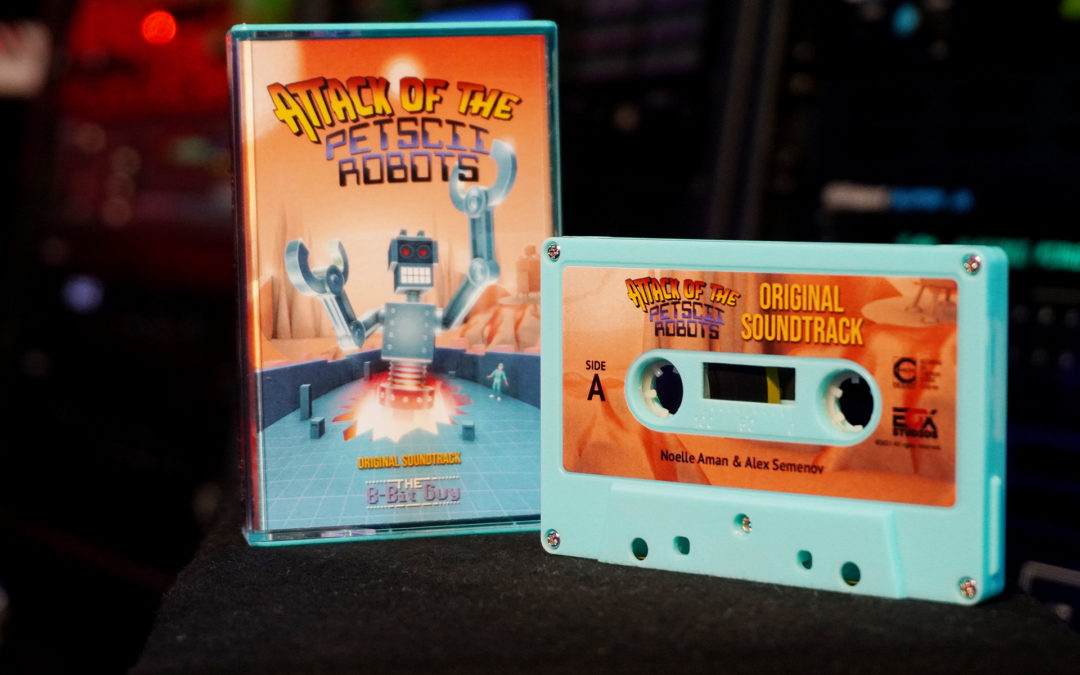 ATTACK OF THE
PETSCII
ROBOTS
ORIGINAL SOUNDTRACK
THE
8-Bit Guy
ATTACK OF THE
PETSCII
ROBOTS
ORIGINAL
SOUNDTRACK
SIDE
A
STUDIOS
Noelle Aman & Alex Semenov